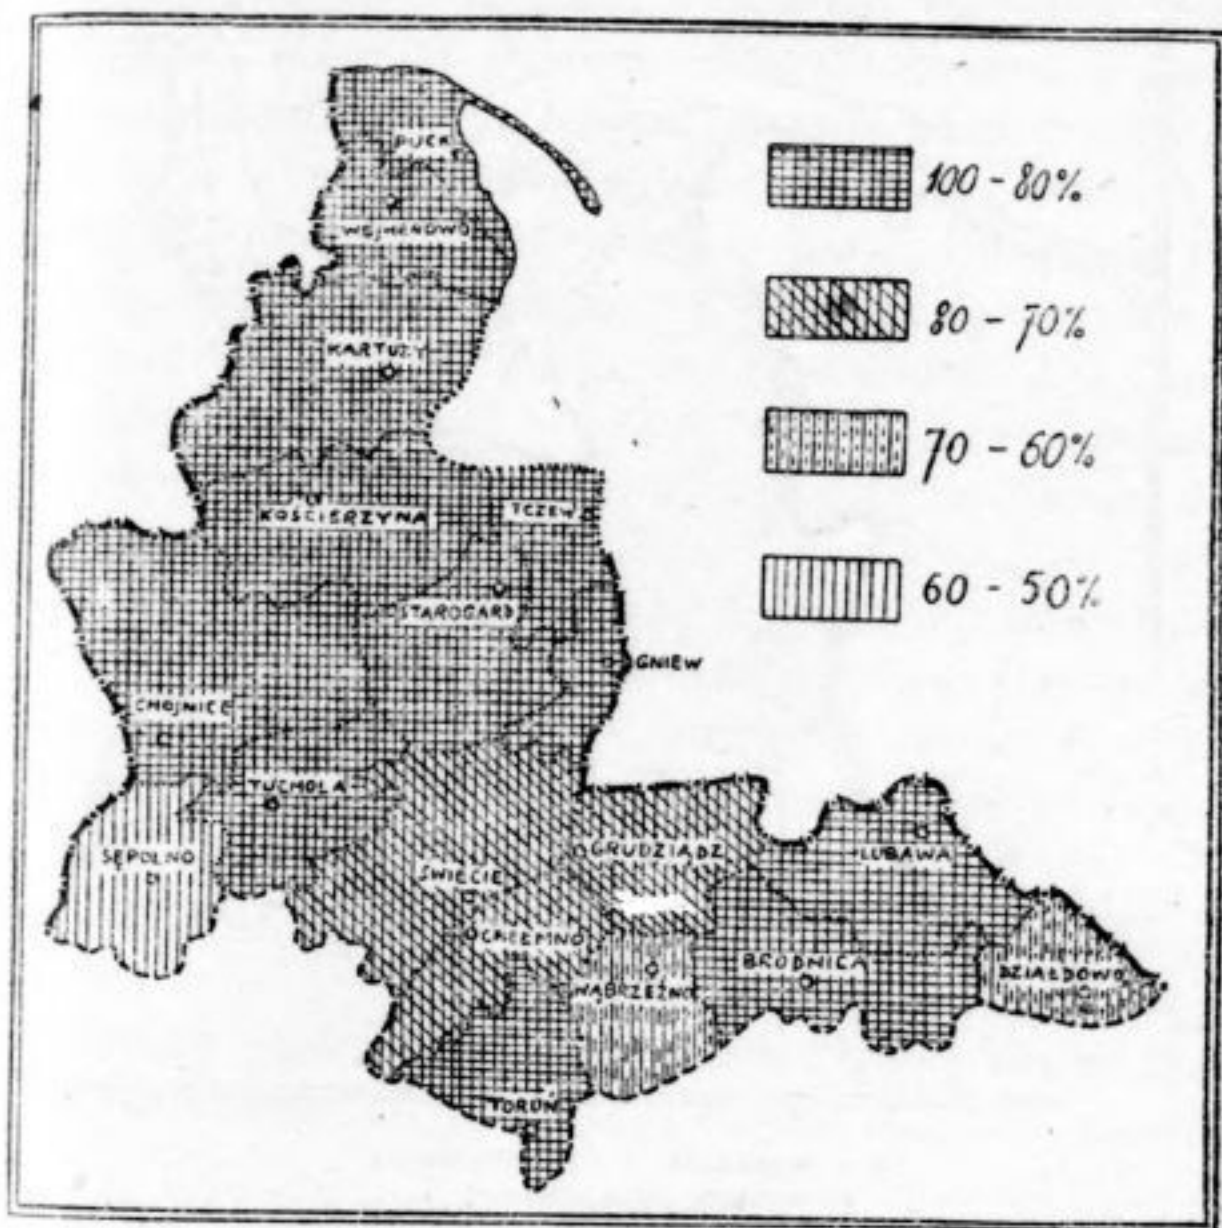 PUCK
WEJHEROWO
KARTUZY
KOŚCIERZYNA
TCZEW
STAROGARD
GNIEW
CHOJNICE
TUCHOLA
SĘPOLNO
ŚWIECIE
GRUDZIĄDZ
LUBAWA
CHEŁMNO
WĄBRZEŹNO
BRODNICA
DZIAŁDOWO
TORUŃ
100 - 80%
80 - 70%
70 - 60%
60 - 50%